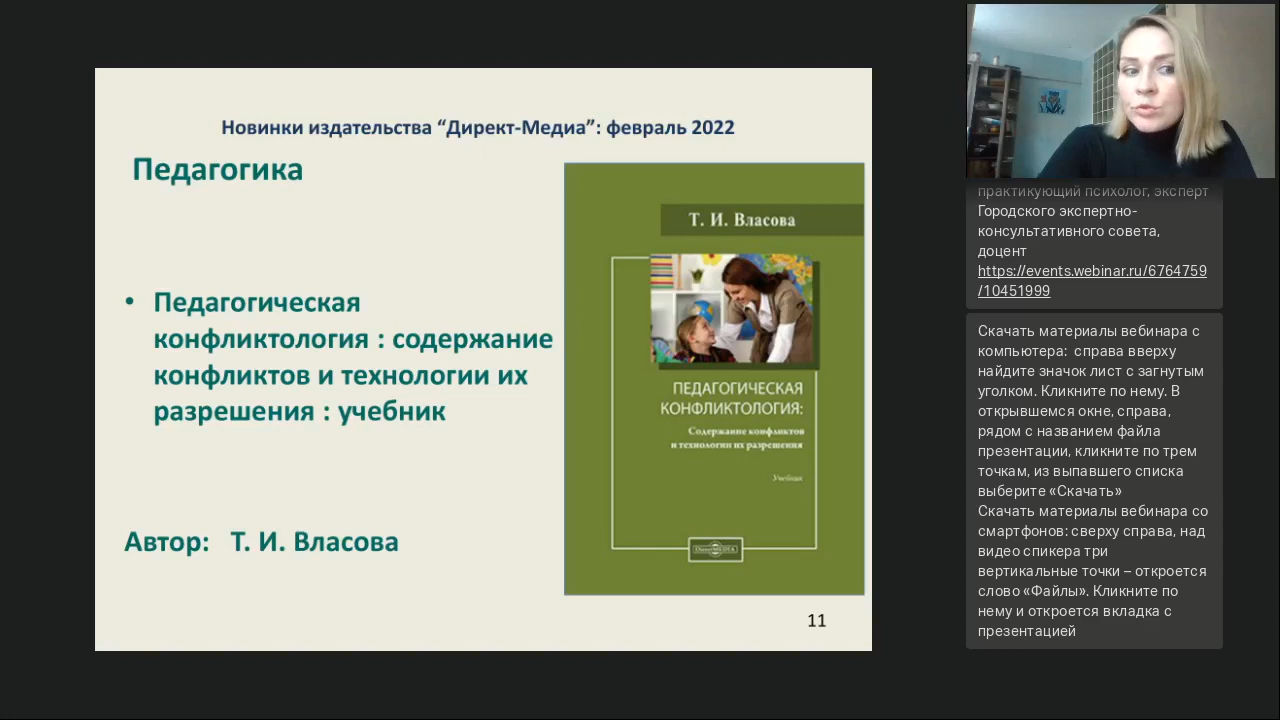 Новинки издательства “Директ-Медиа”: февраль 2022
Педагогика
• Педагогическая
конфликтология : содержание
конфликтов и технологии их
разрешения : учебник
Автор: Т. И. Власова
Т. И. Власова
ПЕДАГОГИЧЕСКАЯ
КОНФЛИКТОЛОГИЯ:
Содержание конфликтов
и технологии их разрешения
Учебник
DirectMEDIA
11
практикующий психолог, эксперт
Городского экспертно-
консультативного совета,
доцент
https://events.webinar.ru/6764759
/10451999
Скачать материалы вебинара с
компьютера: справа вверху
найдите значок лист с загнутым
уголком. Кликните по нему. В
открывшемся окне, справа,
рядом с названием файла
презентации, кликните по трем
точкам, из выпавшего списка
выберите «Скачать»
Скачать материалы вебинара со
смартфонов: сверху справа, над
видео спикера три
вертикальные точки – откроется
слово «Файлы». Кликните по
нему и откроется вкладка с
презентацией